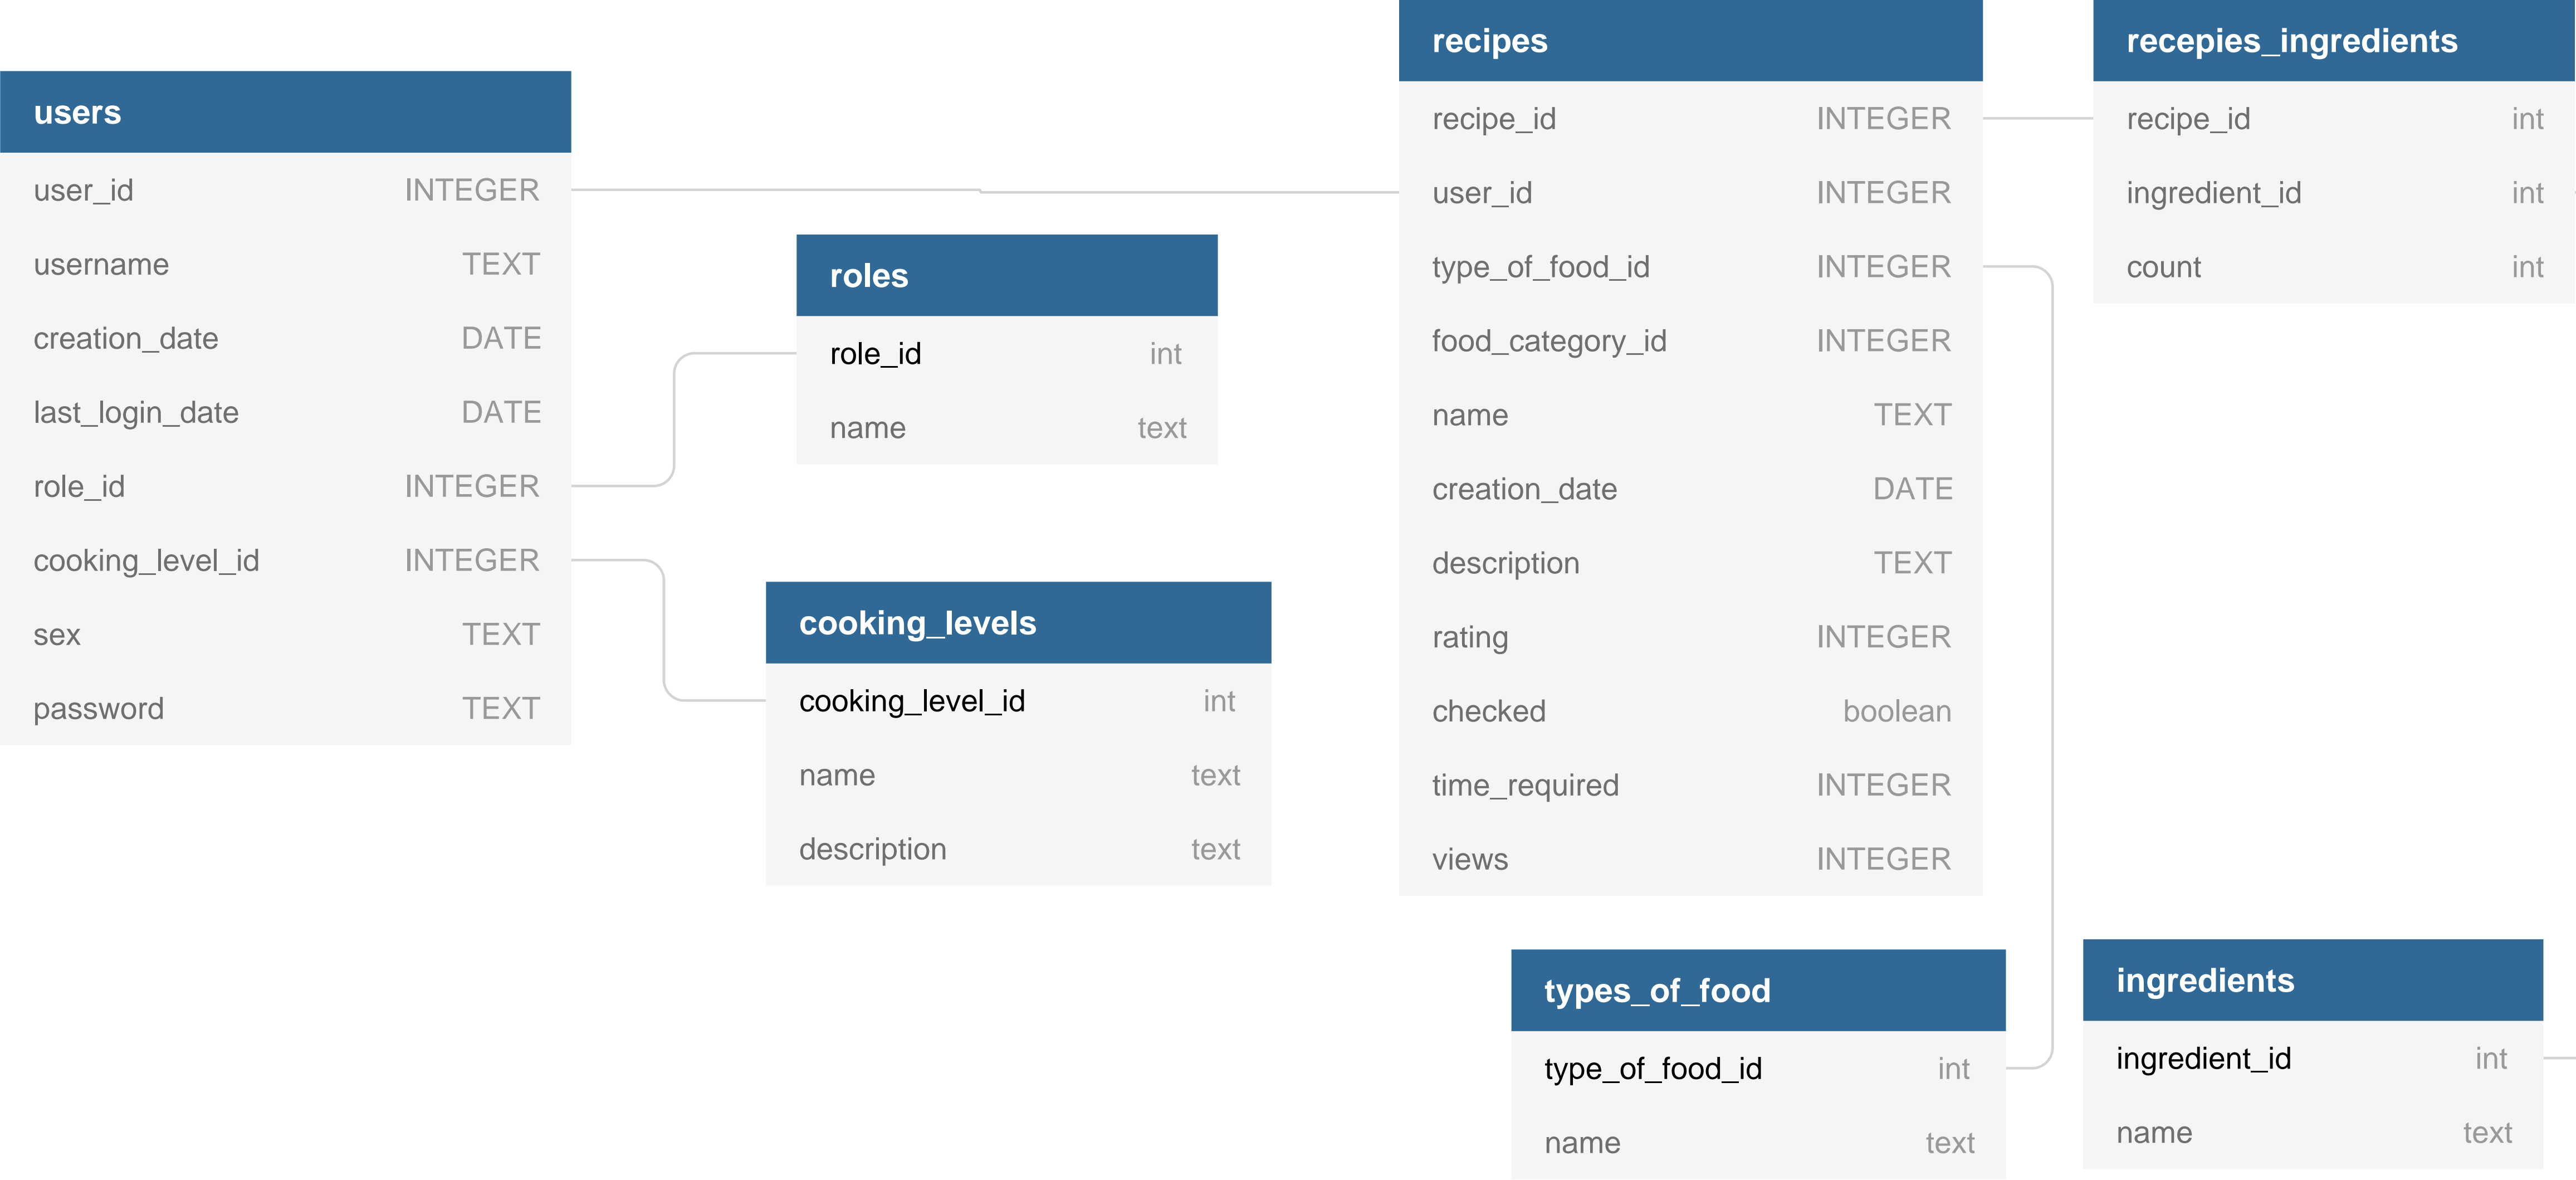 users
user_id INTEGER
username TEXT
creation_date DATE
last_login_date DATE
role_id INTEGER
cooking_level_id INTEGER
sex TEXT
password TEXT
roles
role_id int
name text
cooking_levels
cooking_level_id int
name text
description text
recipes
recipe_id INTEGER
user_id INTEGER
type_of_food_id INTEGER
food_category_id INTEGER
name TEXT
creation_date DATE
description TEXT
rating INTEGER
checked boolean
time_required INTEGER
views INTEGER
recepies_ingredients
recipe_id int
ingredient_id int
count int
types_of_food
type_of_food_id int
name text
ingredients
ingredient_id int
name text